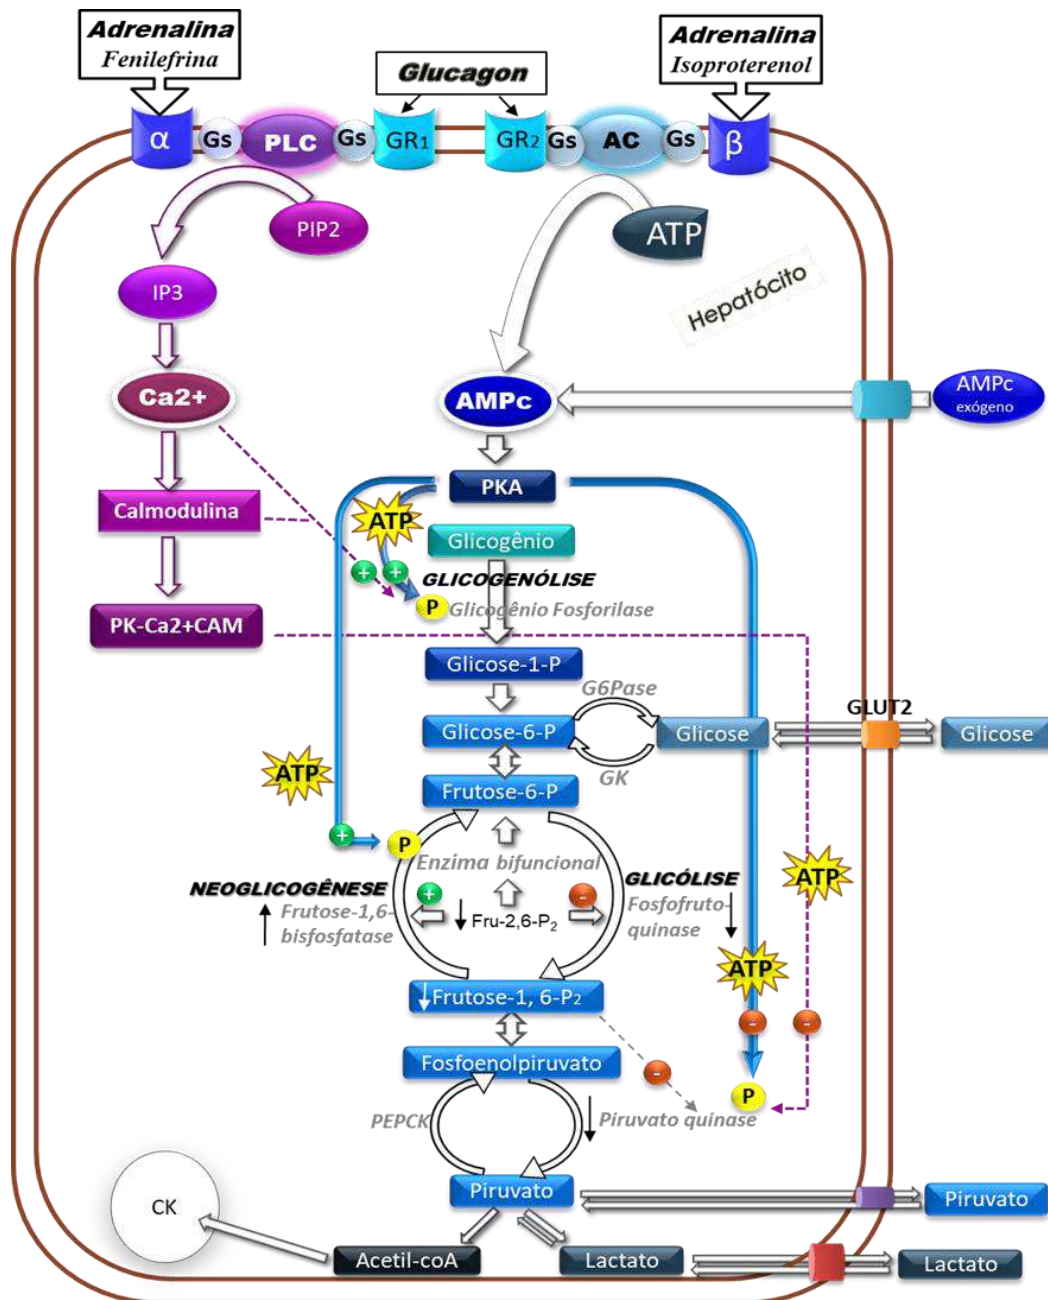 Adrenalina
Fenilefrina
Glucagon
Adrenalina
Isoproterenol
α
Gs
PLC
Gs
GR1
GR2
Gs
AC
Gs
β
PIP2
ATP
IP3
Hepatócito
Ca2+
AMPc
AMPc
exógeno
PKA
Calmodulina
ATP
Glicogênio
+
+
GLICOGENÓLISE
P
Glicogênio Fosforilase
PK-Ca2+CAM
Glicose-1-P
G6Pase
GLUT2
Glicose-6-P
Glicose
Glicose
GK
ATP
Frutose-6-P
+
P
Enzima bifuncional
ATP
NEOGLICOGÊNESE
+
-
GLICÓLISE
Frutose-1,6-
bisfosfatase
Fru-2,6-P2
Fosfofruto-
quinase
ATP
Frutose-1, 6-P2
-
-
Fosfoenolpiruvato
-
P
PEPCK
Piruvato quinase
Piruvato
Piruvato
CK
Acetil-coA
Lactato
Lactato